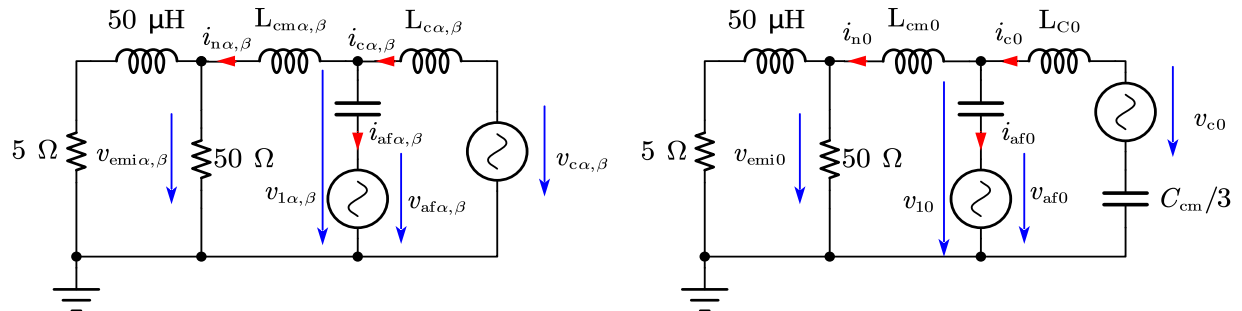 50 μH
L_cmα,β
L_cα,β
i_nα,β
i_cα,β
5 Ω
v_emiα,β
50 Ω
v_1α,β
i_afα,β
v_afα,β
v_cα,β
50 μH
L_cm0
L_C0
i_n0
i_c0
5 Ω
v_emi0
50 Ω
v_10
i_af0
v_af0
v_c0
C_cm/3